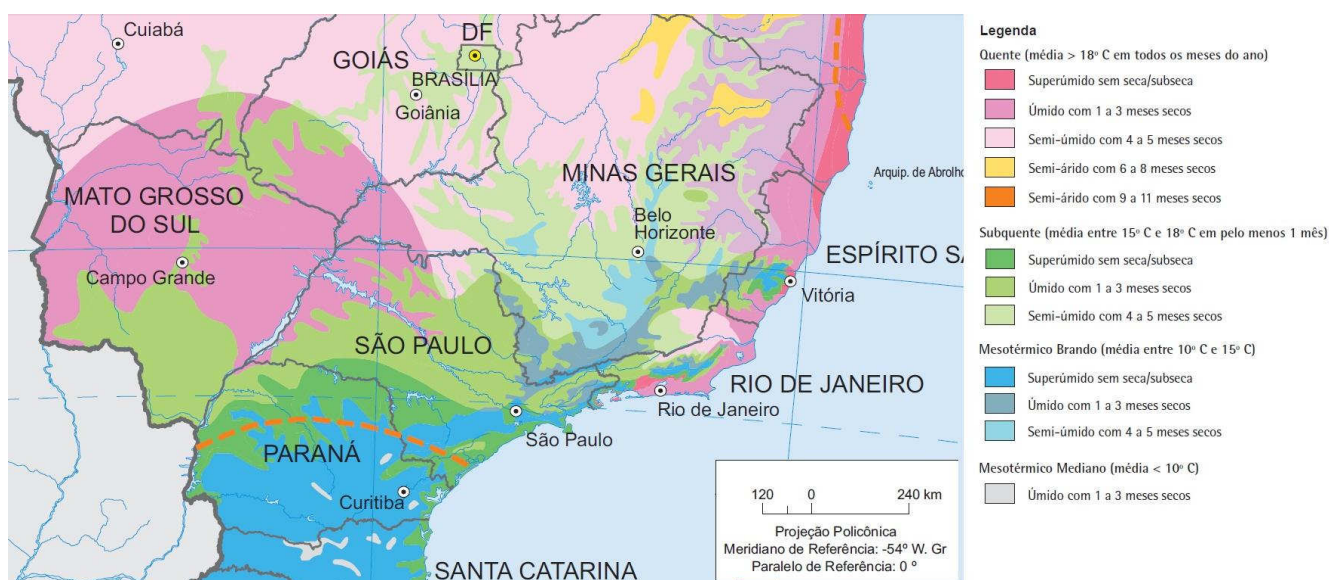 Cuiabá
DF
GOIÁS
BRASÍLIA
Goiânia
MATO GROSSO
DO SUL
Campo Grande
MINAS GERAIS
Belo
Horizonte
Arquip. de Abrolho
ESPÍRITO SA
Vitória
SÃO PAULO
RIO DE JANEIRO
Rio de Janeiro
São Paulo
PARANÁ
Curitiba
SANTA CATARINA
120 0 240 km
Projeção Policônica
Meridiano de Referência: -54º W. Gr
Paralelo de Referência: 0 º
Legenda
Quente (média > 18º C em todos os meses do ano)
Superúmido sem seca/subseca
Úmido com 1 a 3 meses secos
Semi-úmido com 4 a 5 meses secos
Semi-árido com 6 a 8 meses secos
Semi-árido com 9 a 11 meses secos
Subquente (média entre 15º C e 18º C em pelo menos 1 mês)
Superúmido sem seca/subseca
Úmido com 1 a 3 meses secos
Semi-úmido com 4 a 5 meses secos
Mesotérmico Brando (média entre 10º C e 15º C)
Superúmido sem seca/subseca
Úmido com 1 a 3 meses secos
Semi-úmido com 4 a 5 meses secos
Mesotérmico Mediano (média < 10º C)
Úmido com 1 a 3 meses secos